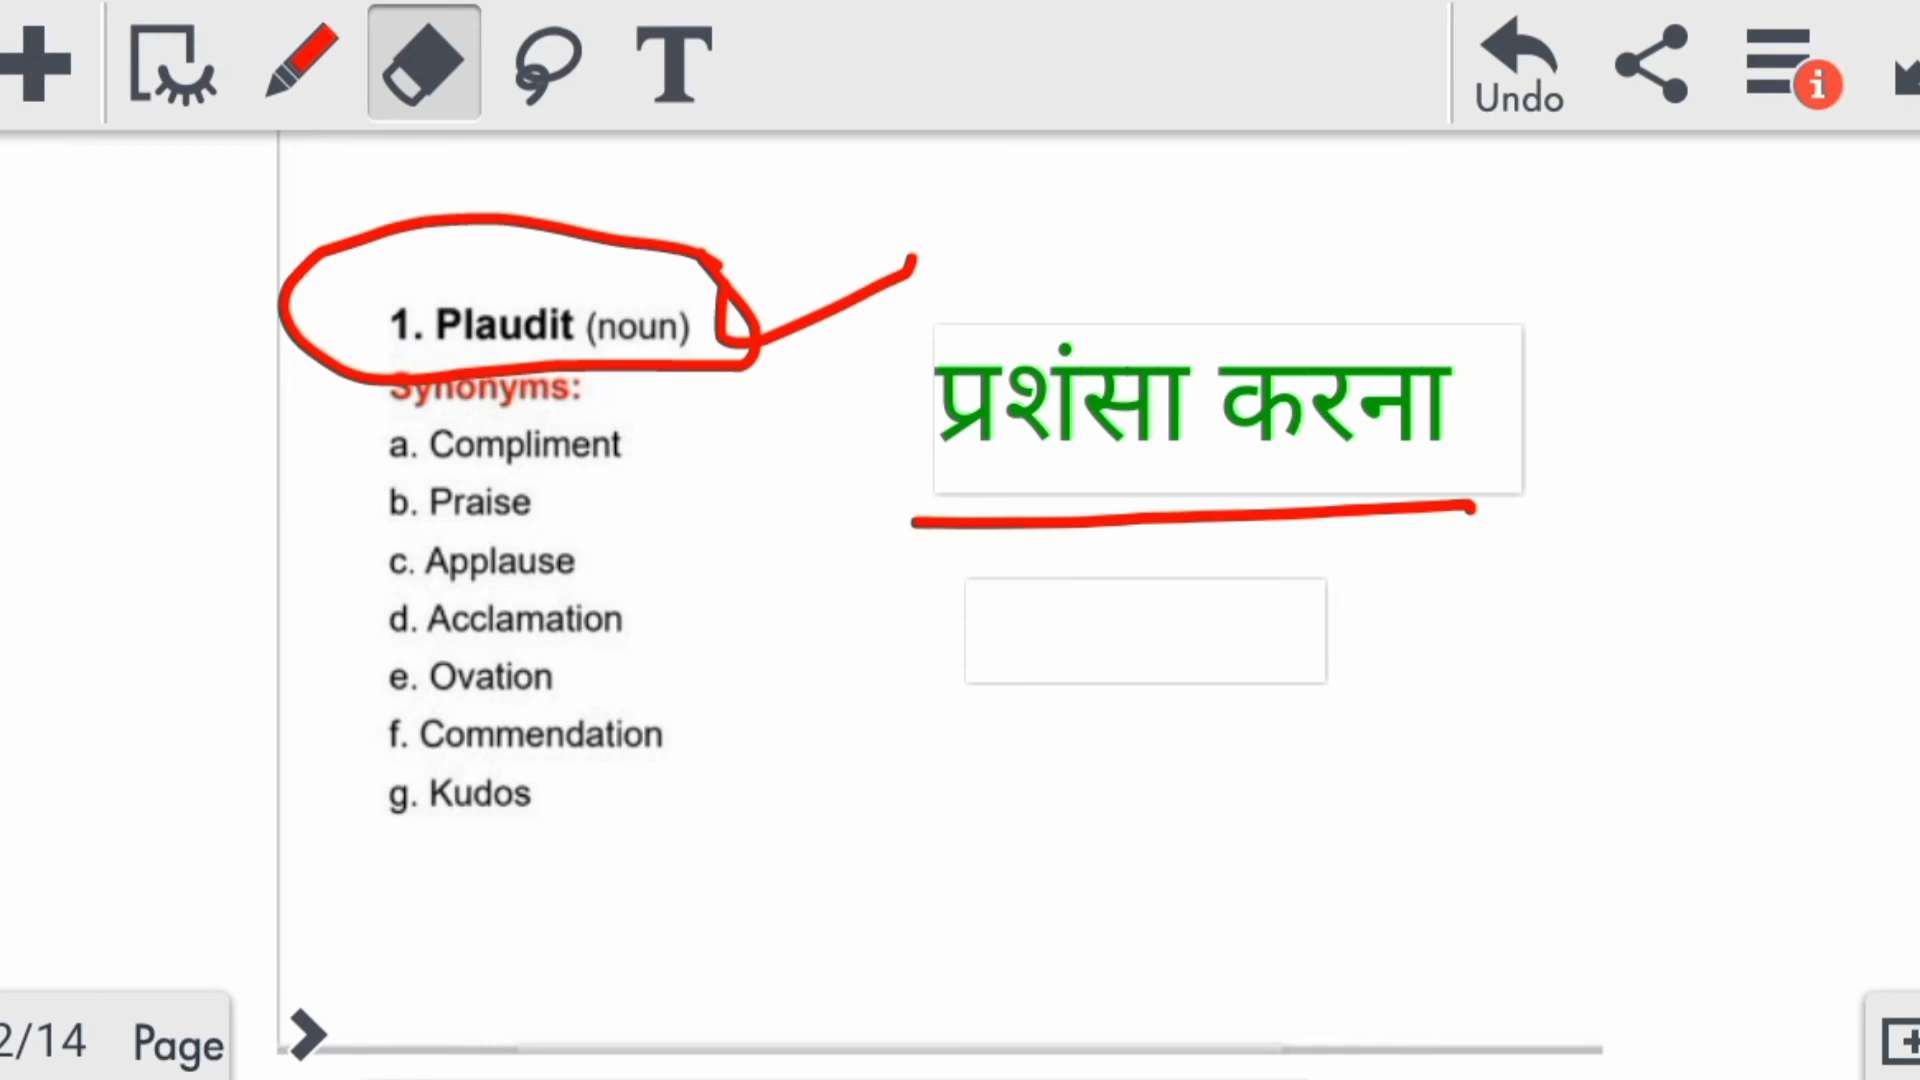 Undo
1. Plaudit (noun)
Synonyms:
a. Compliment
b. Praise
c. Applause
d. Acclamation
e. Ovation
f. Commendation
g. Kudos
प्रशंसा करना
2/14 Page